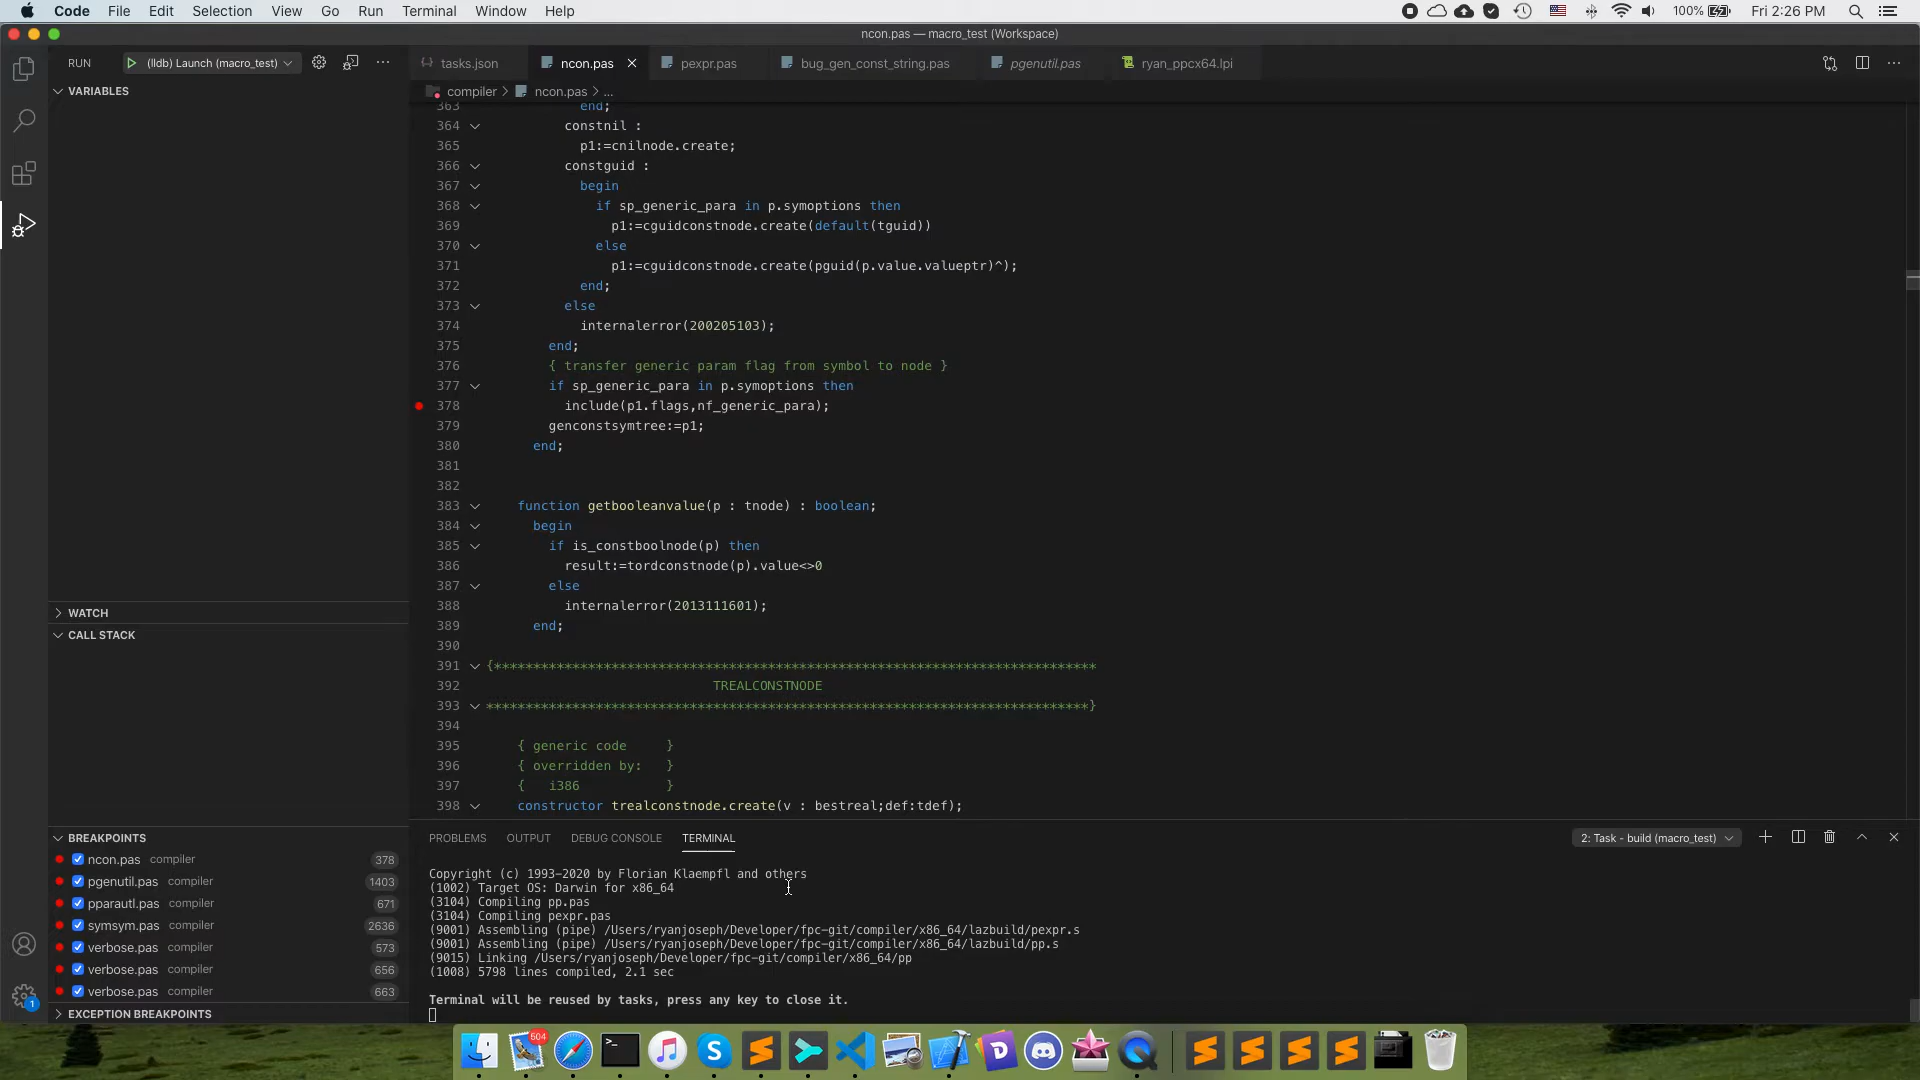 Code File Edit Selection View Go Run Terminal Window Help 100% Fri 2:26 PM
ncon.pas — macro_test (Workspace)
RUN (lldb) Launch (macro_test) ···
tasks.json ncon.pas pexpr.pas bug_gen_const_string.pas pgenutil.pas ryan_ppcx64.lpi ···
VARIABLES
WATCH
CALL STACK
BREAKPOINTS
ncon.pas compiler 378
pgenutil.pas compiler 1403
pparautl.pas compiler 671
symsym.pas compiler 2636
verbose.pas compiler 573
verbose.pas compiler 656
verbose.pas compiler 663
EXCEPTION BREAKPOINTS
1
compiler > ncon.pas > ...
363 end;
364 constnil :
365 p1:=cnilnode.create;
366 constguid :
367 begin
368 if sp_generic_para in p.symoptions then
369 p1:=cguidconstnode.create(default(tguid))
370 else
371 p1:=cguidconstnode.create(pguid(p.value.valueptr)^);
372 end;
373 else
374 internalerror(200205103);
375 end;
376 { transfer generic param flag from symbol to node }
377 if sp_generic_para in p.symoptions then
378 include(p1.flags,nf_generic_para);
379 genconstsymtree:=p1;
380 end;
381
382
383 function getbooleanvalue(p : tnode) : boolean;
384 begin
385 if is_constboolnode(p) then
386 result:=tordconstnode(p).value<>0
387 else
388 internalerror(2013111601);
389 end;
390
391 {*****************************************************************************
392 TREALCONSTNODE
393 *****************************************************************************}
394
395 { generic code }
396 { overridden by: }
397 { i386 }
398 constructor trealconstnode.create(v : bestreal;def:tdef);
PROBLEMS OUTPUT DEBUG CONSOLE TERMINAL 2: Task - build (macro_test)
Copyright (c) 1993-2020 by Florian Klaempfl and others
(1002) Target OS: Darwin for x86_64
(3104) Compiling pp.pas
(3104) Compiling pexpr.pas
(9001) Assembling (pipe) /Users/ryanjoseph/Developer/fpc-git/compiler/x86_64/lazbuild/pexpr.s
(9001) Assembling (pipe) /Users/ryanjoseph/Developer/fpc-git/compiler/x86_64/lazbuild/pp.s
(9015) Linking /Users/ryanjoseph/Developer/fpc-git/compiler/x86_64/pp
(1008) 5798 lines compiled, 2.1 sec
Terminal will be reused by tasks, press any key to close it.
504